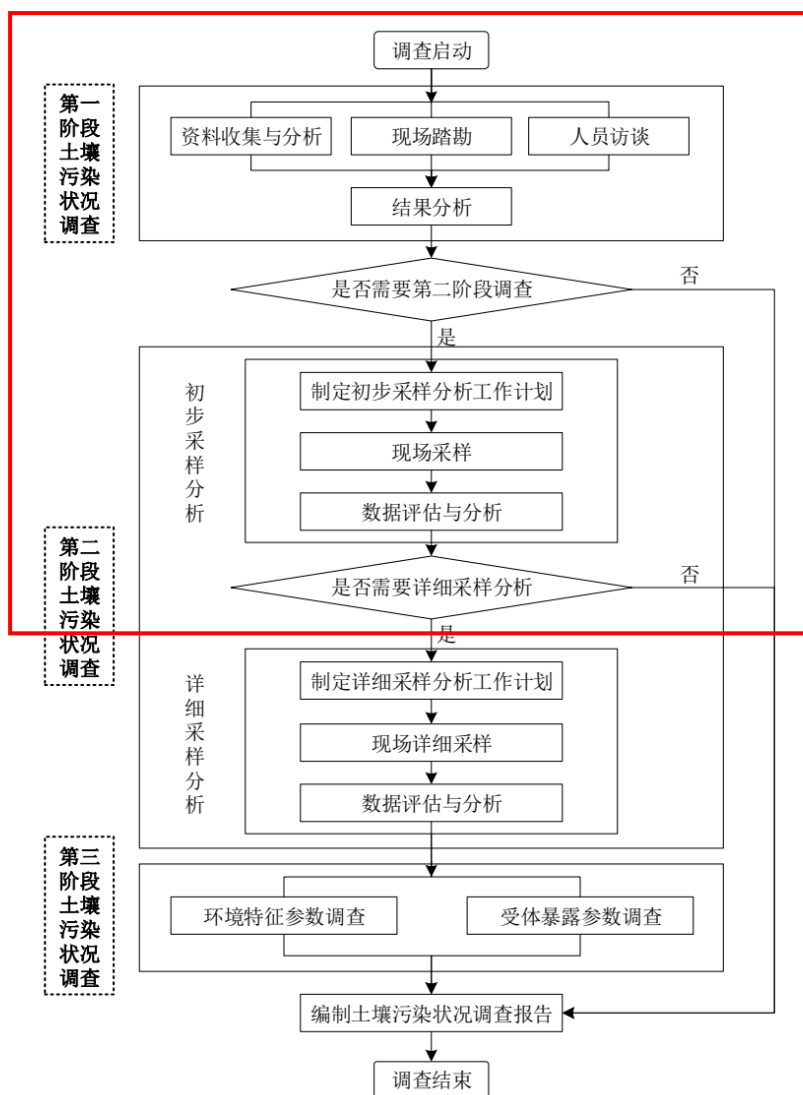 调查启动
第一
阶段
土壤
污染
状况
调查
资料收集与分析
现场踏勘
人员访谈
结果分析
是否需要第二阶段调查
否
是
初
步
采
样
分
析
制定初步采样分析工作计划
现场采样
数据评估与分析
第二
阶段
土壤
污染
状况
调查
是否需要详细采样分析
否
是
详
细
采
样
分
析
制定详细采样分析工作计划
现场详细采样
数据评估与分析
第三
阶段
土壤
污染
状况
调查
环境特征参数调查
受体暴露参数调查
编制土壤污染状况调查报告
调查结束